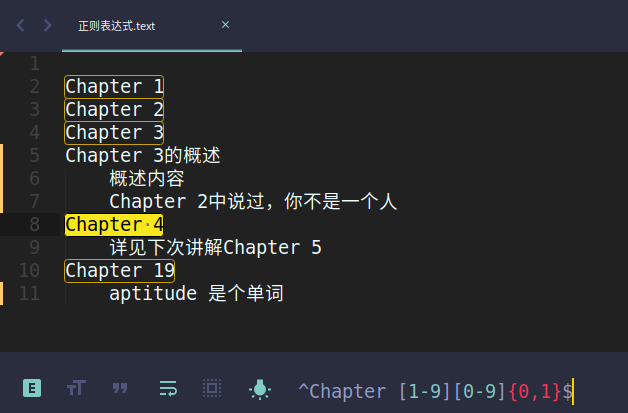 正则表达式.text
1
2 Chapter 1
3 Chapter 2
4 Chapter 3
5 Chapter 3的概述
6 概述内容
7 Chapter 2中说过，你不是一个人
8 Chapter 4
9 详见下次讲解Chapter 5
10 Chapter 19
11 aptitude 是个单词
^Chapter [1-9][0-9]{0,1}$